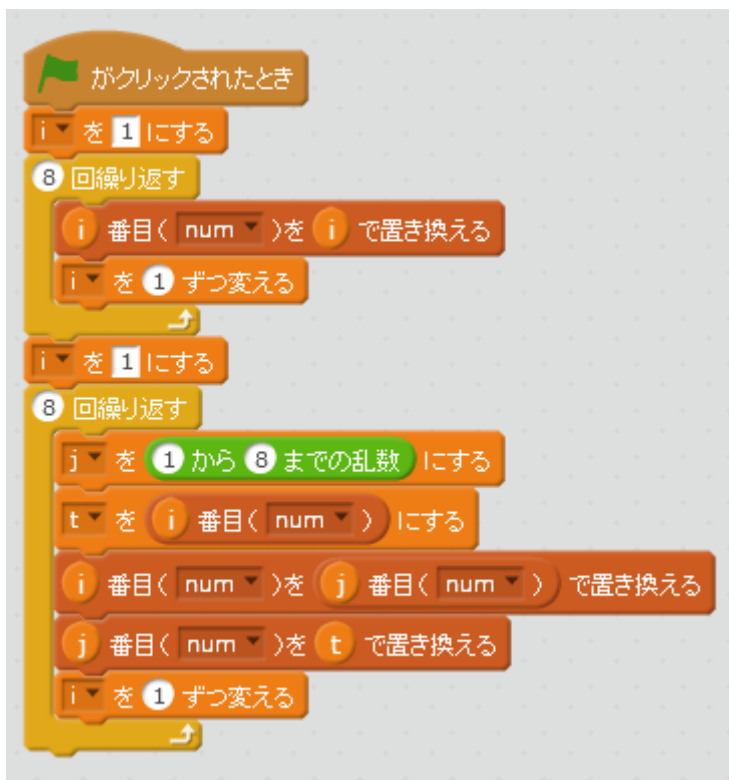 がクリックされたとき
i を 1 にする
8 回繰り返す
i 番目( num )を i で置き換える
i を 1 ずつ変える
i を 1 にする
8 回繰り返す
j を 1 から 8 までの乱数 にする
t を i 番目( num ) にする
i 番目( num )を j 番目( num ) で置き換える
j 番目( num )を t で置き換える
i を 1 ずつ変える